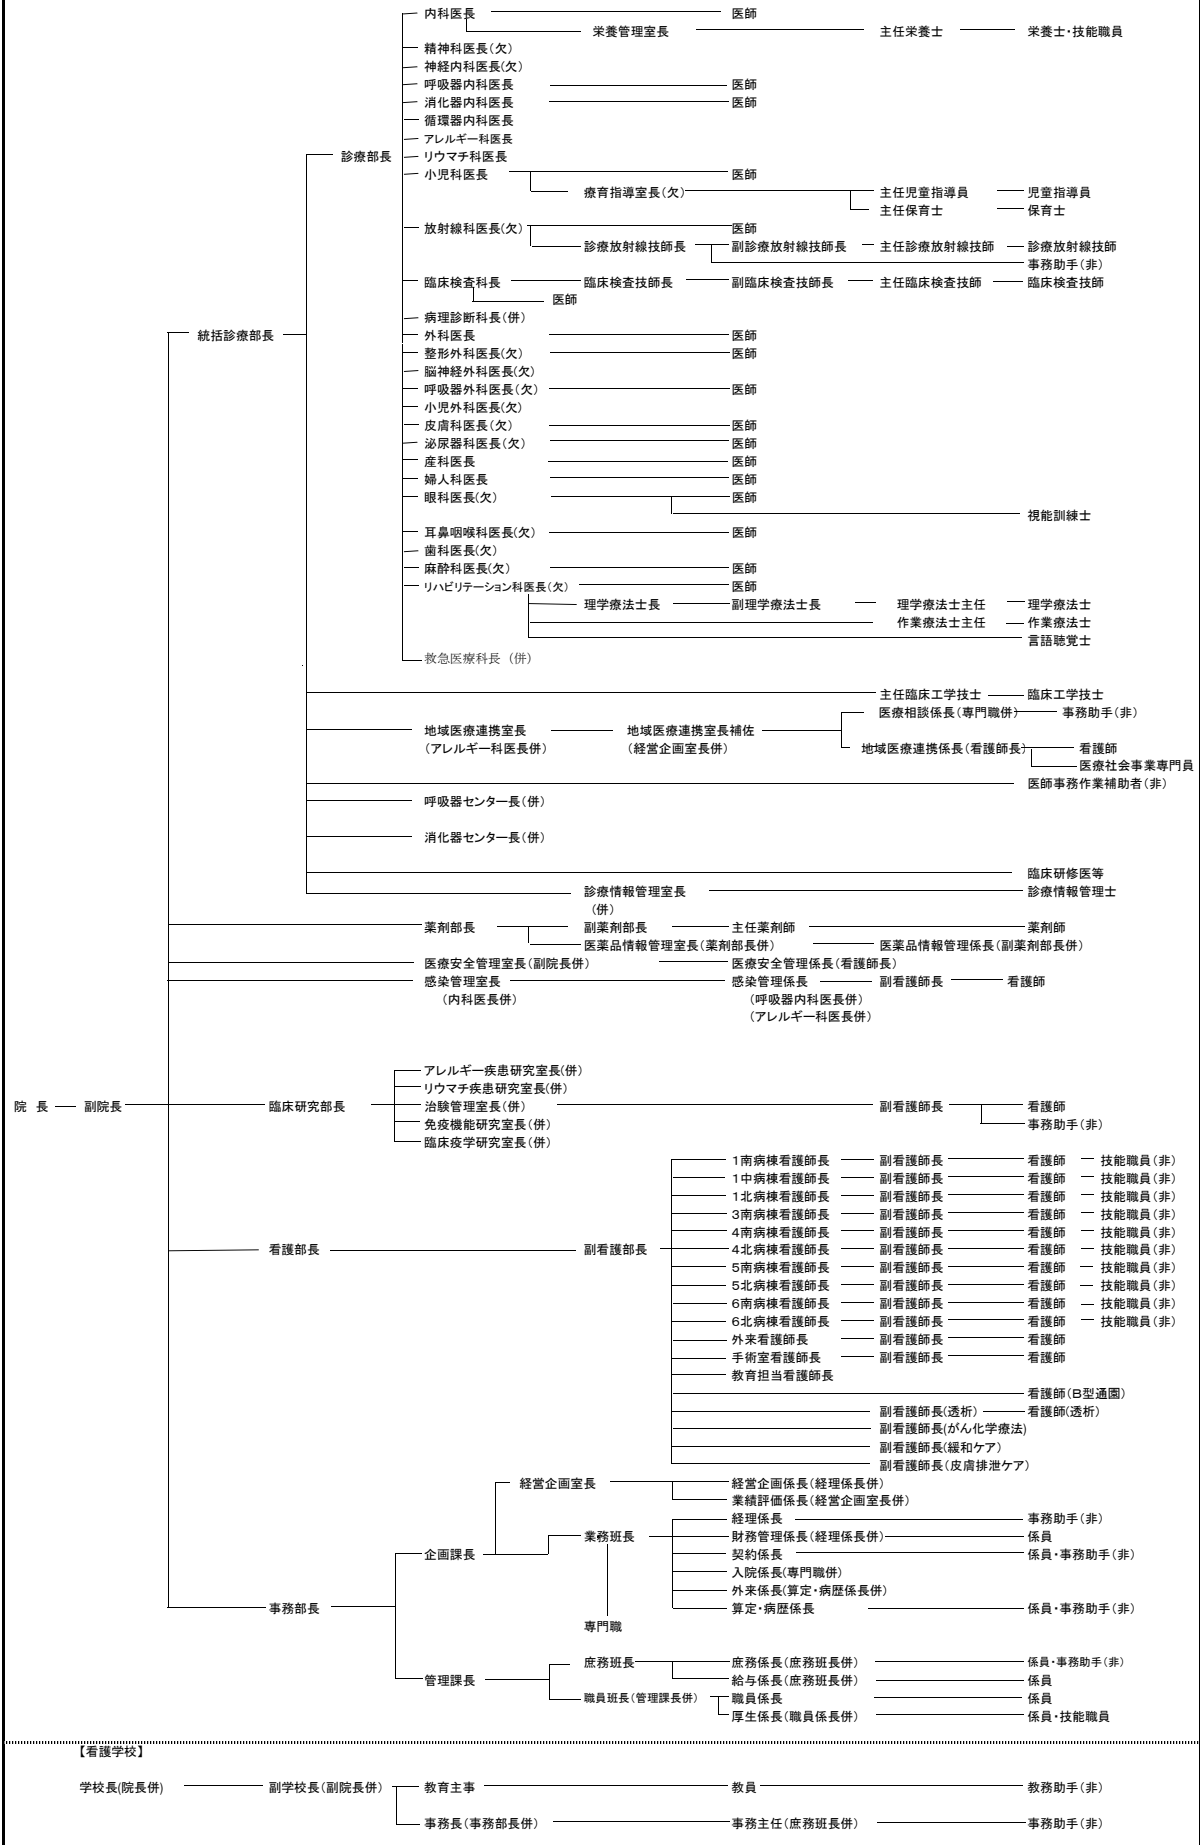 内科医長 医師
栄養管理室長 主任栄養士 栄養士・技能職員
精神科医長(欠)
神経内科医長(欠)
呼吸器内科医長 医師
消化器内科医長 医師
循環器内科医長
アレルギー科医長
診療部長 リウマチ科医長
小児科医長 医師
療育指導室長(欠) 主任児童指導員 児童指導員
主任保育士 保育士
放射線科医長(欠) 医師
診療放射線技師長 副診療放射線技師長 主任診療放射線技師 診療放射線技師
事務助手(非)
臨床検査科長 臨床検査技師長 副臨床検査技師長 主任臨床検査技師 臨床検査技師
医師
病理診断科長(併)
統括診療部長 外科医長 医師
整形外科医長(欠) 医師
脳神経外科医長(欠)
呼吸器外科医長(欠) 医師
小児外科医長(欠)
皮膚科医長(欠) 医師
泌尿器科医長(欠) 医師
産科医長 医師
婦人科医長 医師
眼科医長(欠) 医師
視能訓練士
耳鼻咽喉科医長(欠) 医師
歯科医長(欠)
麻酔科医長(欠) 医師
リハビリテーション科医長(欠) 医師
理学療法士長 副理学療法士長 理学療法士主任 理学療法士
作業療法士主任 作業療法士
言語聴覚士
救急医療科長(併)
主任臨床工学技士 臨床工学技士
医療相談係長(専門職併) 事務助手(非)
地域医療連携室長 地域医療連携室長補佐
(アレルギー科医長併) (経営企画室長併) 地域医療連携係長(看護師長) 看護師
医療社会事業専門員
医師事務作業補助者(非)
呼吸器センター長(併)
消化器センター長(併)
臨床研修医等
診療情報管理室長 診療情報管理士
(併)
薬剤部長 副薬剤部長 主任薬剤師 薬剤師
医薬品情報管理室長(薬剤部長併) 医薬品情報管理係長(副薬剤部長併)
医療安全管理室長(副院長併) 医療安全管理係長(看護師長)
感染管理室長 感染管理係長 副看護師長 看護師
(内科医長併) (呼吸器内科医長併)
(アレルギー科医長併)
アレルギー疾患研究室長(併)
リウマチ疾患研究室長(併)
院 長 副院長 臨床研究部長 治験管理室長(併) 副看護師長 看護師
免疫機能研究室長(併) 事務助手(非)
臨床疫学研究室長(併)
1南病棟看護師長 副看護師長 看護師 技能職員(非)
1中病棟看護師長 副看護師長 看護師 技能職員(非)
1北病棟看護師長 副看護師長 看護師 技能職員(非)
3南病棟看護師長 副看護師長 看護師 技能職員(非)
4南病棟看護師長 副看護師長 看護師 技能職員(非)
看護部長 副看護部長 4北病棟看護師長 副看護師長 看護師 技能職員(非)
5南病棟看護師長 副看護師長 看護師 技能職員(非)
5北病棟看護師長 副看護師長 看護師 技能職員(非)
6南病棟看護師長 副看護師長 看護師 技能職員(非)
6北病棟看護師長 副看護師長 看護師 技能職員(非)
外来看護師長 副看護師長 看護師
手術室看護師長 副看護師長 看護師
教育担当看護師長
看護師(B型通園)
副看護師長(透析) 看護師(透析)
副看護師長(がん化学療法)
副看護師長(緩和ケア)
副看護師長(皮膚排泄ケア)
経営企画室長 経営企画係長(経理係長併)
業績評価係長(経営企画室長併)
経理係長 事務助手(非)
業務班長 財務管理係長(経理係長併) 係員
企画課長 契約係長 係員・事務助手(非)
入院係長(専門職併)
外来係長(算定・病歴係長併)
事務部長 算定・病歴係長 係員・事務助手(非)
専門職
庶務班長 庶務係長(庶務班長併) 係員・事務助手(非)
管理課長 給与係長(庶務班長併) 係員
職員班長(管理課長併) 職員係長 係員
厚生係長(職員係長併) 係員・技能職員
【看護学校】
学校長(院長併) 副学校長(副院長併) 教育主事 教員 教務助手(非)
事務長(事務部長併) 事務主任(庶務班長併) 事務助手(非)